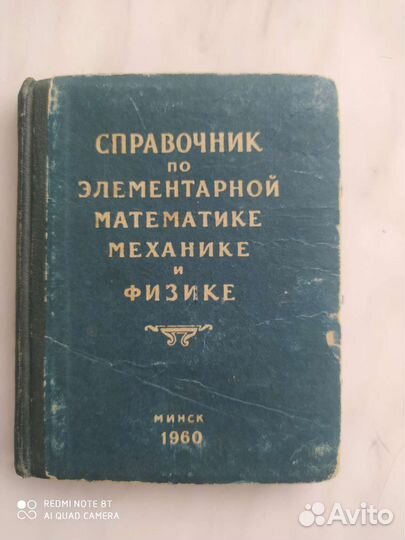 СПРАВОЧНИК
ПО
ЭЛЕМЕНТАРНОЙ
МАТЕМАТИКЕ
МЕХАНИКЕ
И
ФИЗИКЕ
МИНСК
1960
REDMI NOTE 8T
AI QUAD CAMERA
Avito